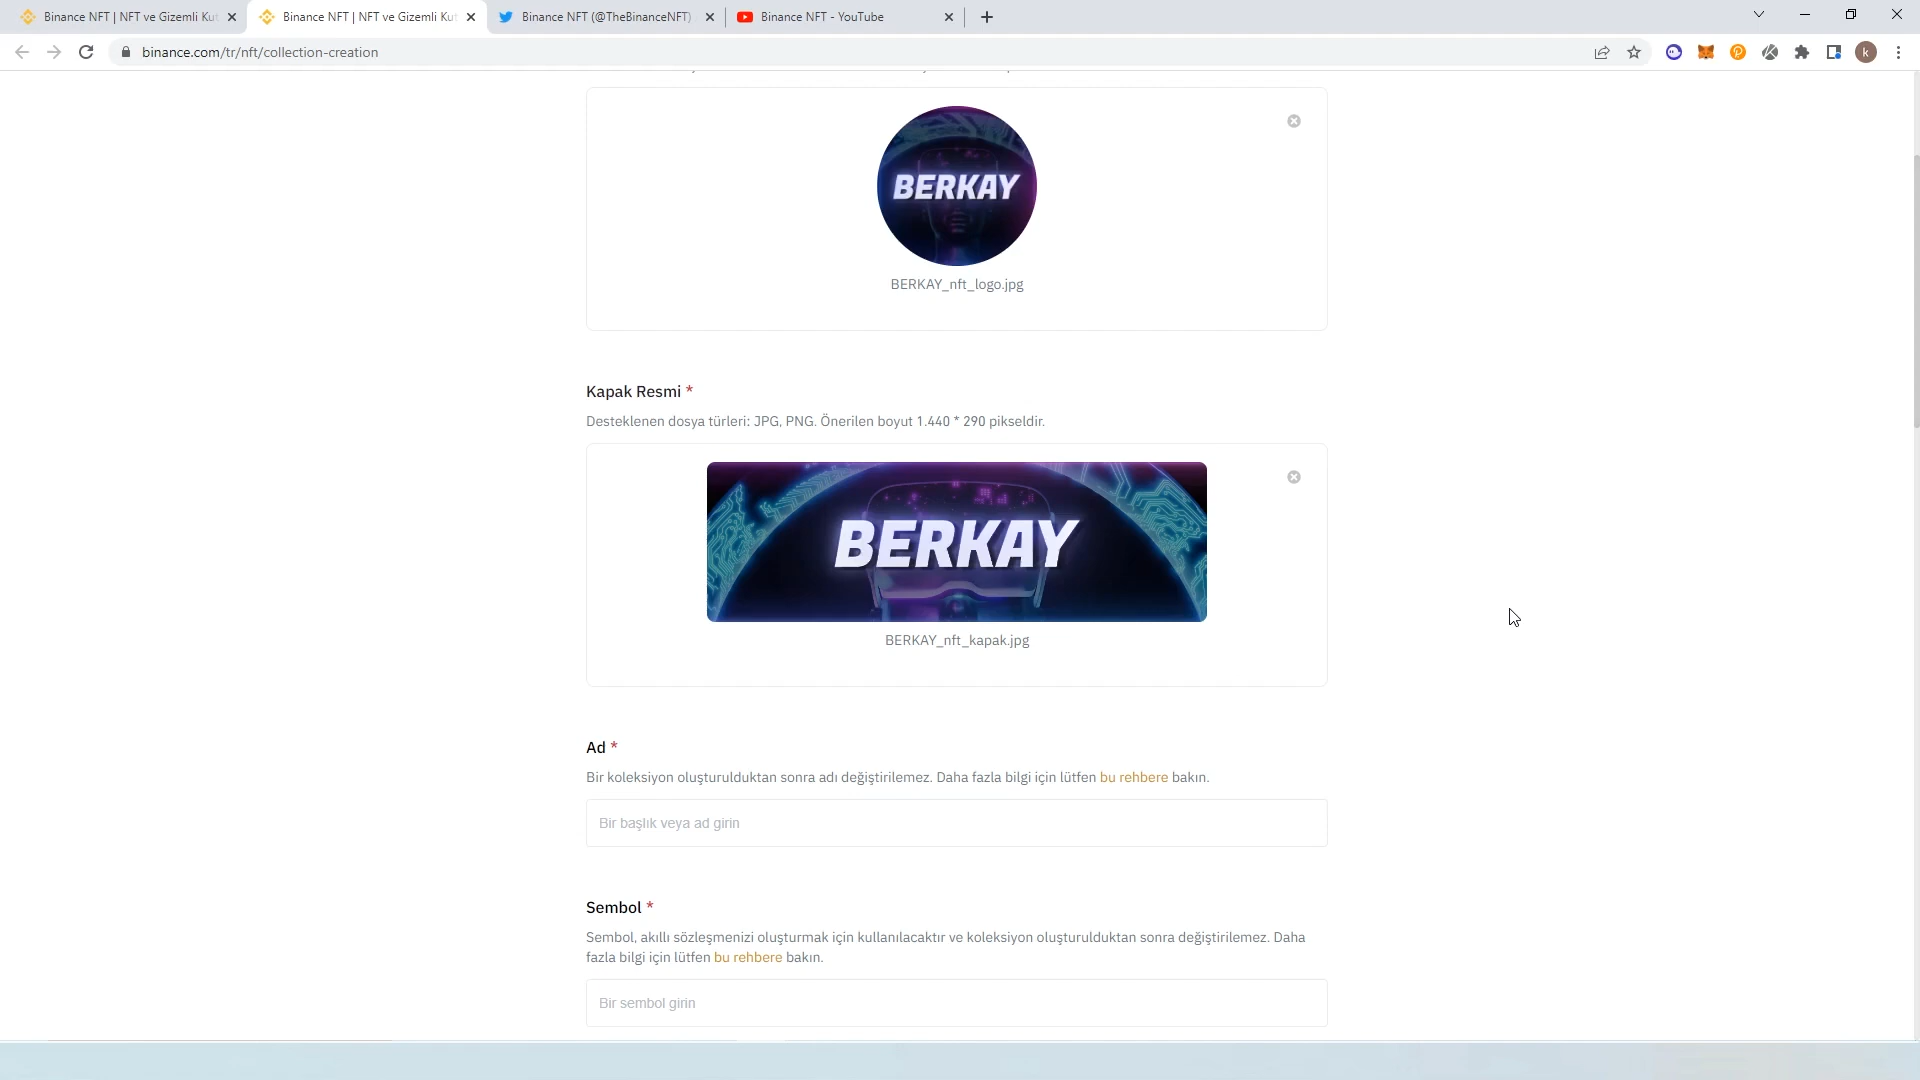 Binance NFT | NFT ve Gizemli Kut
Binance NFT | NFT ve Gizemli Kut
Binance NFT (@TheBinanceNFT)
Binance NFT - YouTube
binance.com/tr/nft/collection-creation
k
BERKAY
BERKAY_nft_logo.jpg
Kapak Resmi *
Desteklenen dosya türleri: JPG, PNG. Önerilen boyut 1.440 * 290 pikseldir.
BERKAY
BERKAY_nft_kapak.jpg
Ad *
Bir koleksiyon oluşturulduktan sonra adı değiştirilemez. Daha fazla bilgi için lütfen bu rehbere bakın.
Bir başlık veya ad girin
Sembol *
Sembol, akıllı sözleşmenizi oluşturmak için kullanılacaktır ve koleksiyon oluşturulduktan sonra değiştirilemez. Daha
fazla bilgi için lütfen bu rehbere bakın.
Bir sembol girin